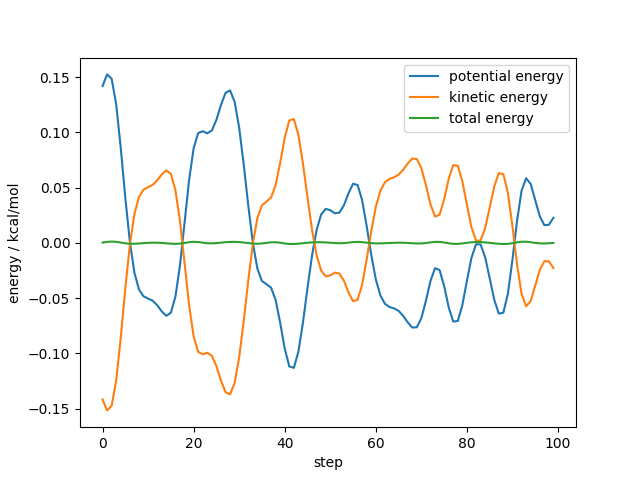 potential energy
kinetic energy
total energy
0.15
0.10
0.05
0.00
−0.05
−0.10
−0.15
energy / kcal/mol
0 20 40 60 80 100
step